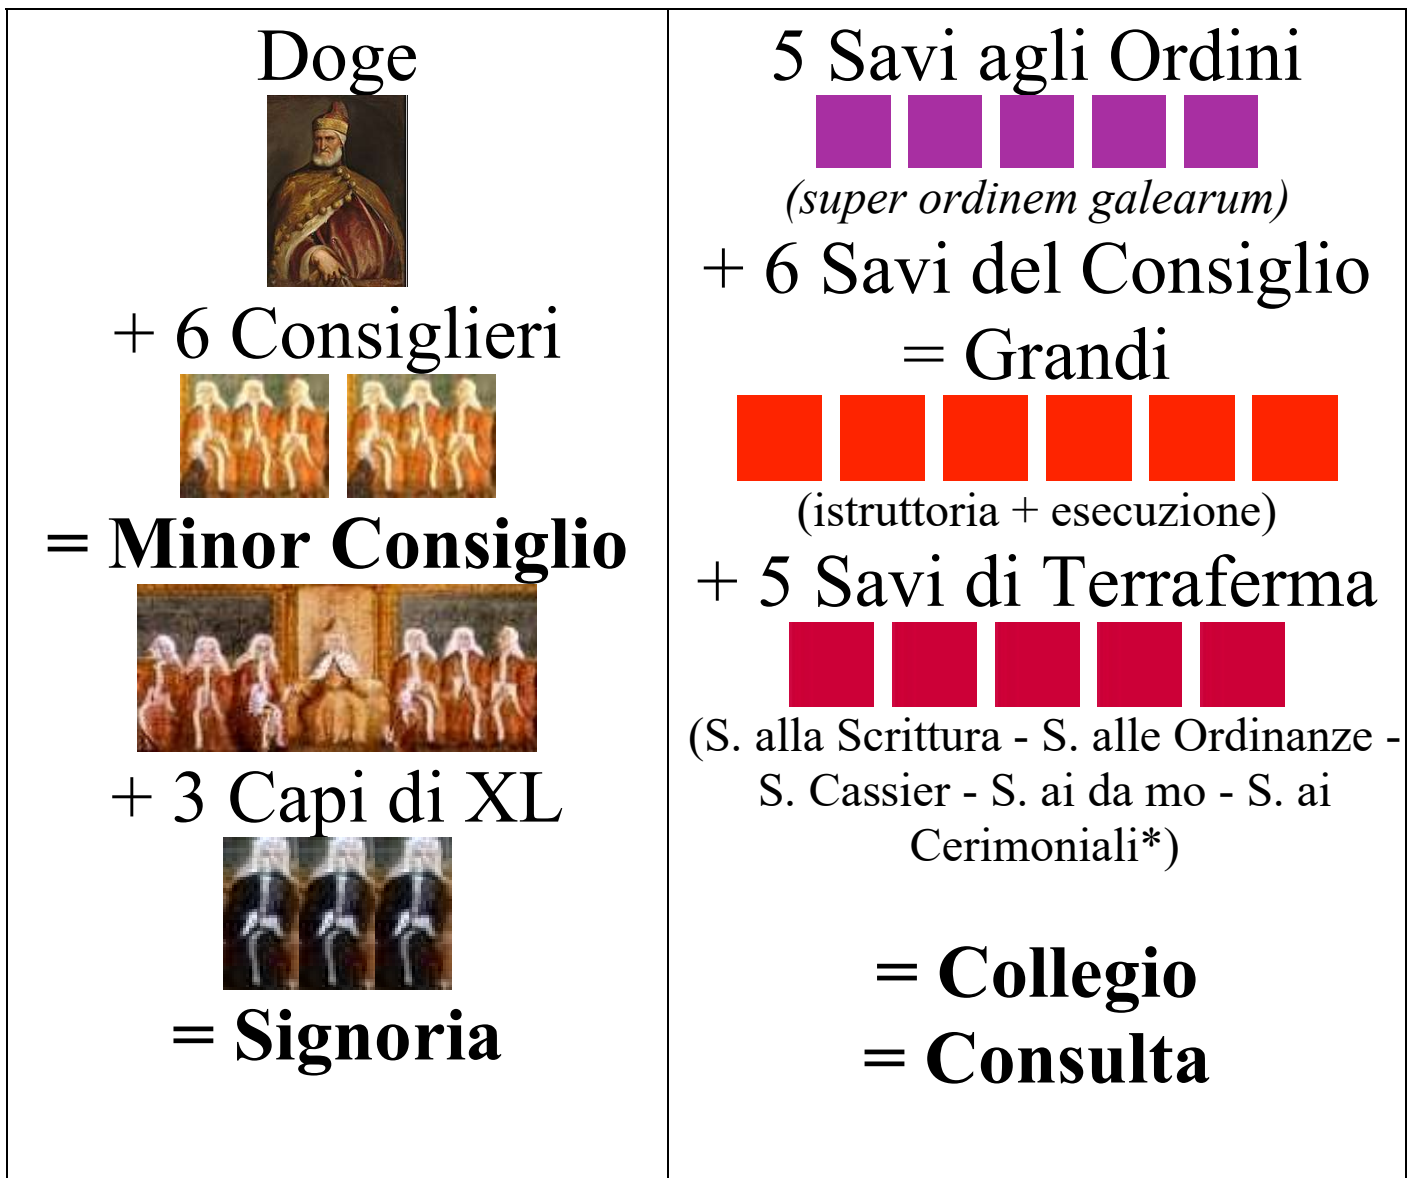 Doge
+ 6 Consiglieri
= Minor Consiglio
+ 3 Capi di XL
= Signoria
5 Savi agli Ordini
(super ordinem galearum)
+ 6 Savi del Consiglio
= Grandi
(istruttoria + esecuzione)
+ 5 Savi di Terraferma
(S. alla Scrittura - S. alle Ordinanze -
S. Cassier - S. ai da mo - S. ai
Cerimoniali*)
= Collegio
= Consulta